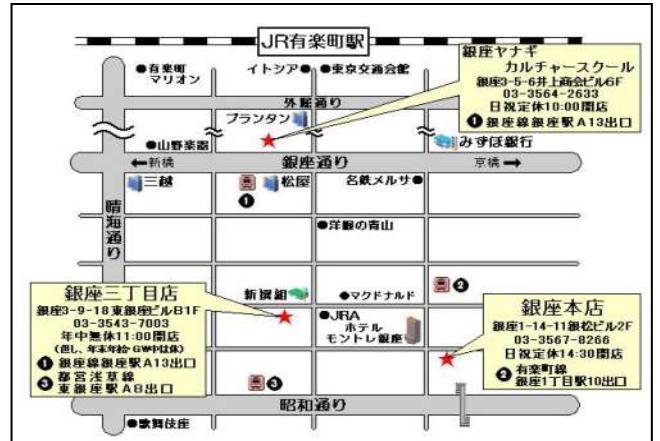 JR有楽町駅
●有楽町
マリオン
イトシア●
●東京交通会館
銀座ヤナギ
カルチャースクール
銀座3-5-6井上商会ビル6F
03-3564-2633
日祝定休10:00開店
❶銀座線銀座駅A13出口
外堀通り
プランタン
●山野楽器
みずほ銀行
←新橋
銀座通り
京橋→
三越
❶
松屋
名鉄メルサ●
晴海通り
●洋服の青山
❷
銀座三丁目店
銀座3-9-18東銀座ビルB1F
03-3543-7003
年中無休11:00開店
(但し、年末年始・GW中は休)
❶銀座線銀座駅A13出口
❸都営浅草線
東銀座駅A8出口
新撰組
●マクドナルド
●JRA
ホテル
モントレ銀座
銀座本店
銀座1-14-11銀松ビル2F
03-3567-8266
日祝定休14:30開店
❷有楽町線
銀座1丁目駅10出口
❸
昭和通り
●歌舞伎座